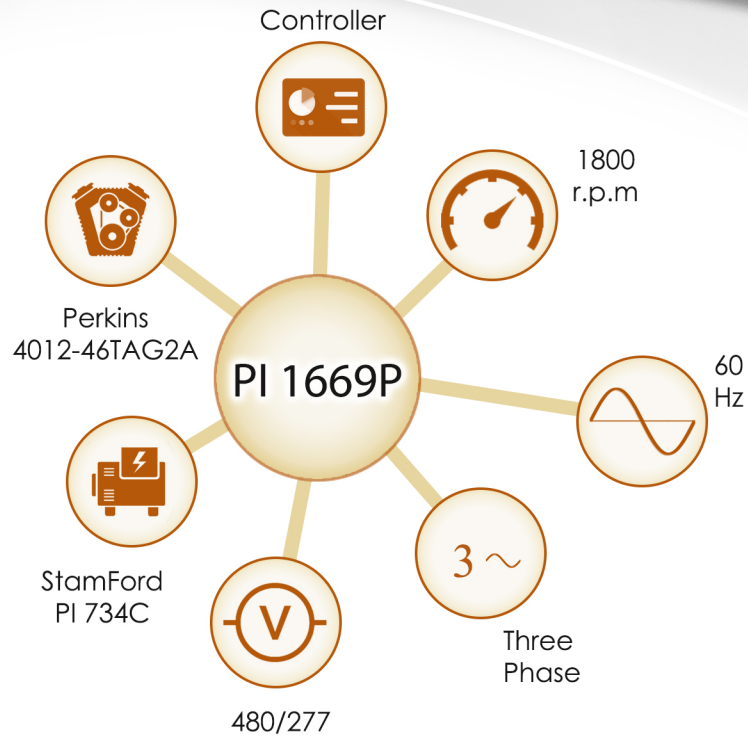 Controller
1800
r.p.m
Perkins
4012-46TAG2A
PI 1669P
60
Hz
StamFord
PI 734C
3 ~
Three
Phase
V
480/277